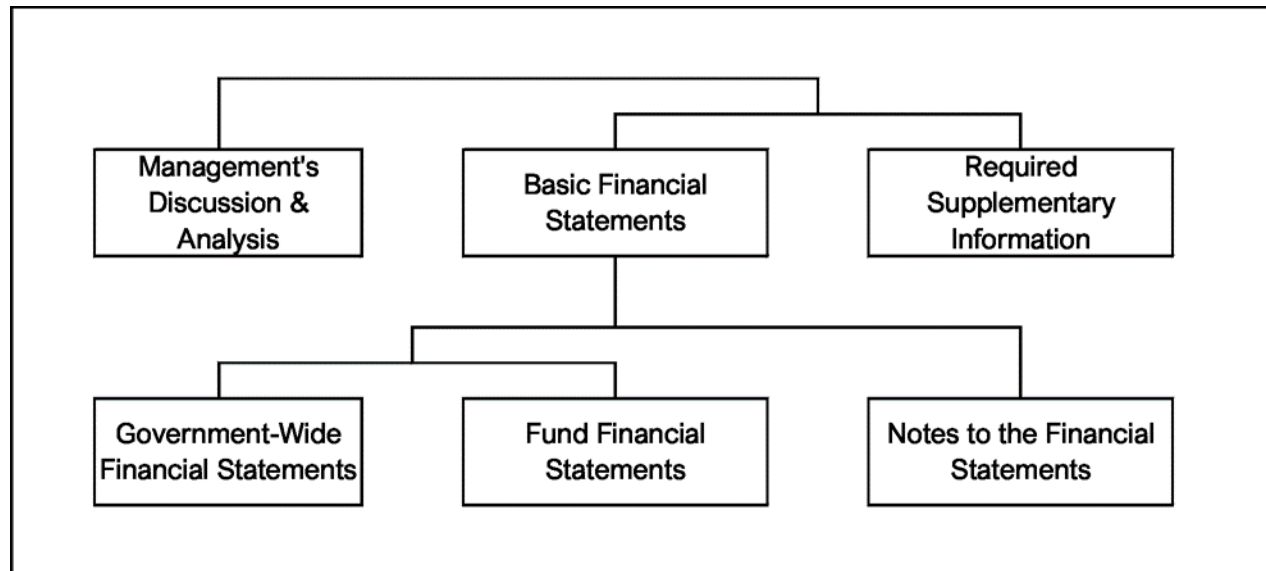 Management's
Discussion &
Analysis
Basic Financial
Statements
Required
Supplementary
Information
Government-Wide
Financial Statements
Fund Financial
Statements
Notes to the Financial
Statements